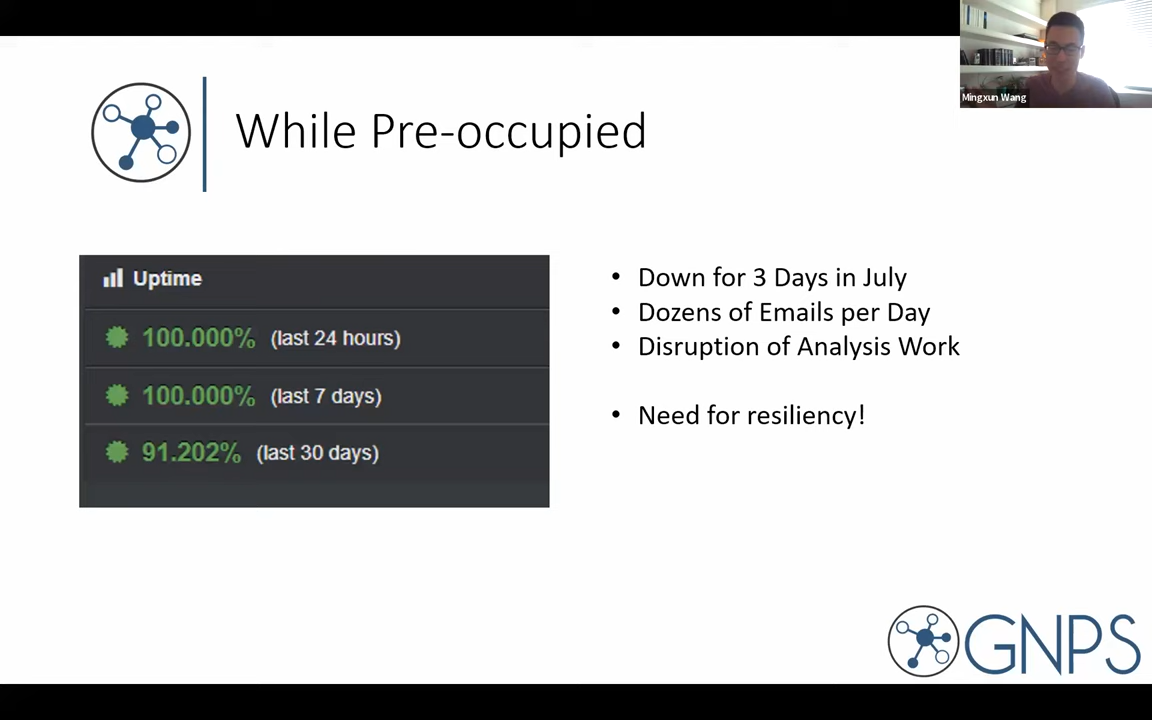 Mingxun Wang
While Pre-occupied
Uptime
100.000% (last 24 hours)
100.000% (last 7 days)
91.202% (last 30 days)
• Down for 3 Days in July
• Dozens of Emails per Day
• Disruption of Analysis Work
• Need for resiliency!
GNPS